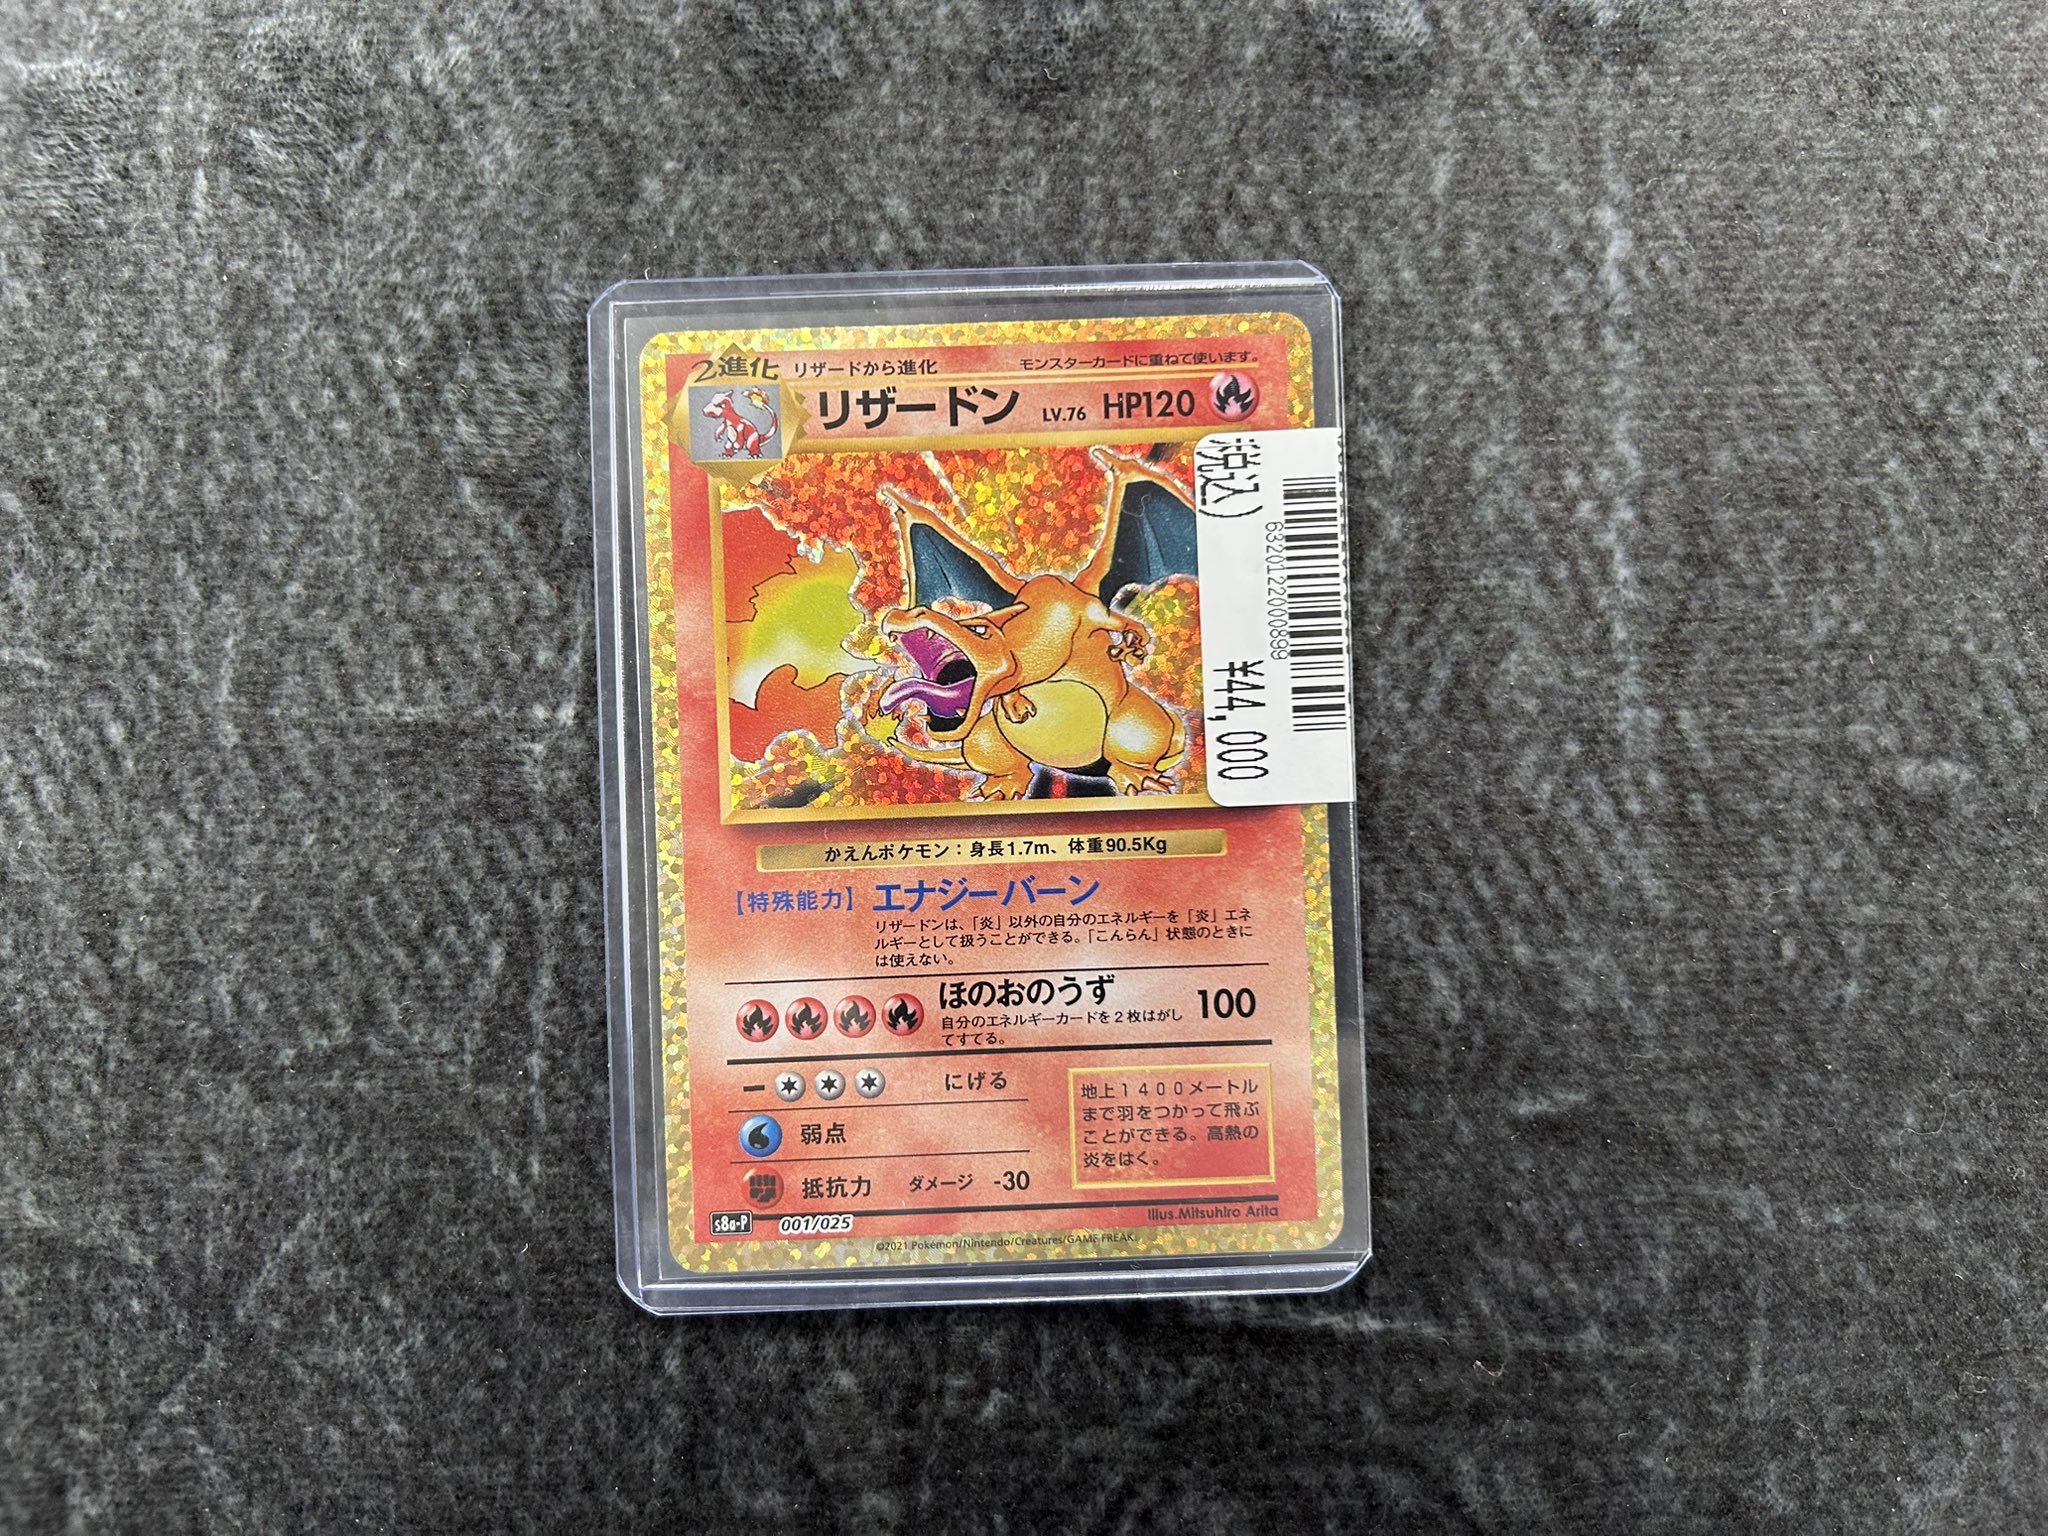 2進化
リザードから進化
モンスターカードに重ねて使います。
リザードン LV.76 HP120
税込)
6320122000899
¥44,000
かえんポケモン：身長1.7m、体重90.5Kg
【特殊能力】エナジーバーン
リザードンは、「炎」以外の自分のエネルギーを「炎」エネ
ルギーとして扱うことができる。「こんらん」状態のときに
は使えない。
ほのおのうず 100
自分のエネルギーカードを２枚はがし
てすてる。
にげる
弱点
抵抗力 ダメージ -30
地上１４００メートル
まで羽をつかって飛ぶ
ことができる。高熱の
炎をはく。
Illus.Mitsuhiro Arita
s8a-P 001/025
©2021 Pokémon/Nintendo/Creatures/GAME FREAK.